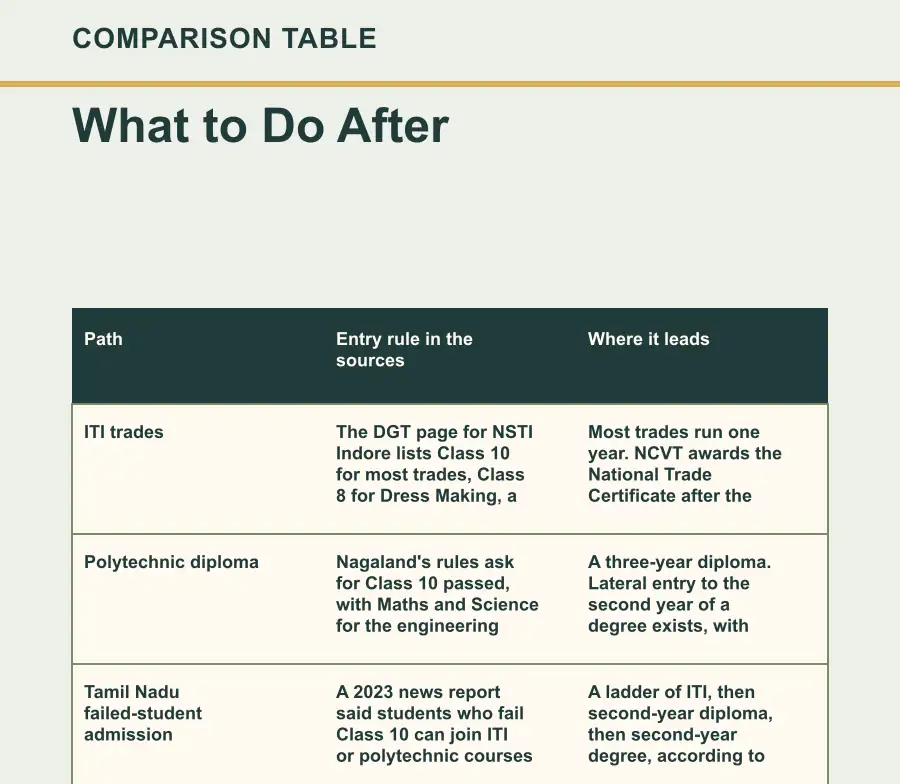 COMPARISON TABLE
What to Do After
Path
Entry rule in the
sources
Where it leads
ITI trades
The DGT page for NSTI
Indore lists Class 10
for most trades, Class
8 for Dress Making, a
Most trades run one
year. NCVT awards the
National Trade
Certificate after the
Polytechnic diploma
Nagaland's rules ask
for Class 10 passed,
with Maths and Science
for the engineering
A three-year diploma.
Lateral entry to the
second year of a
degree exists, with
Tamil Nadu
failed-student
admission
A 2023 news report
said students who fail
Class 10 can join ITI
or polytechnic courses
A ladder of ITI, then
second-year diploma,
then second-year
degree, according to